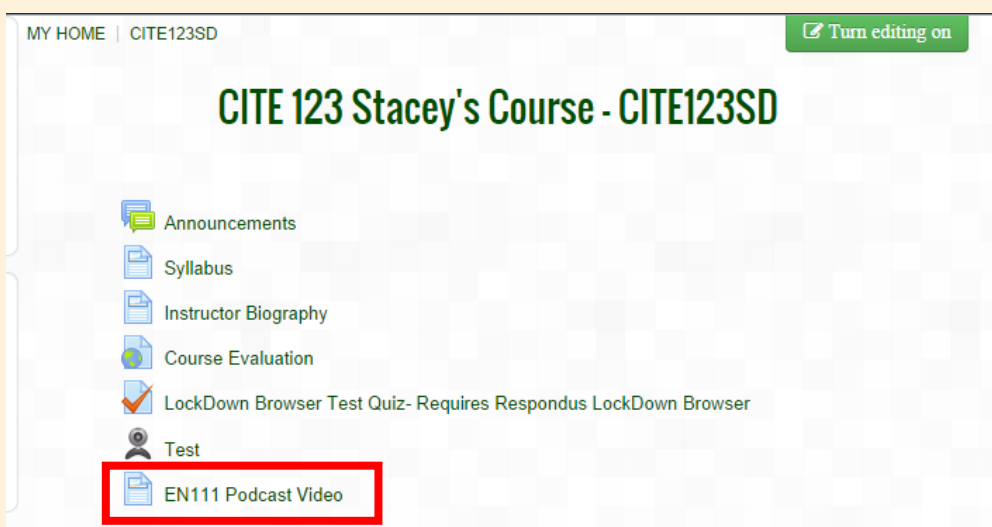 MY HOME | CITE123SD
Turn editing on
CITE 123 Stacey's Course - CITE123SD
Announcements
Syllabus
Instructor Biography
Course Evaluation
LockDown Browser Test Quiz- Requires Respondus LockDown Browser
Test
EN111 Podcast Video